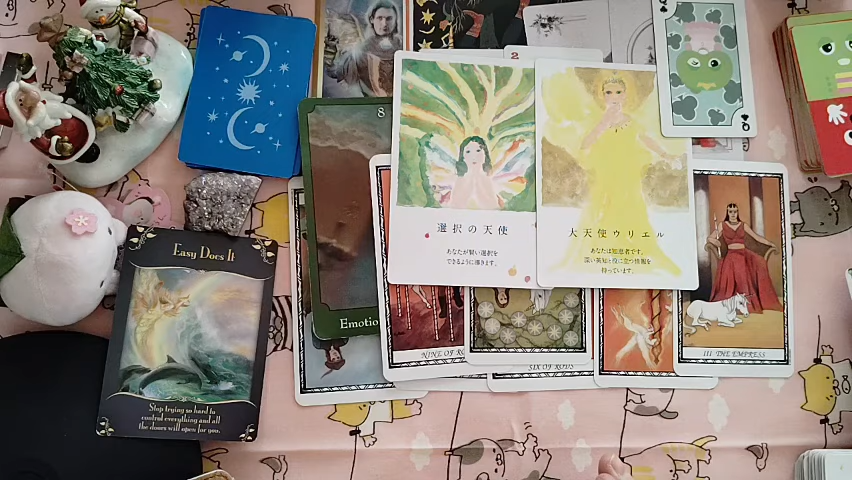 8
2
選択の天使
あなたが賢い選択を
できるように導きます。
大天使ウリエル
あなたは知恵者です。
深い英知と役に立つ情報を
持っています。
Easy Does It
Stop trying so hard to
control everything and all
the doors will open for you.
Emotio
NINE OF RO
SIX OF RODS
III THE EMPRESS